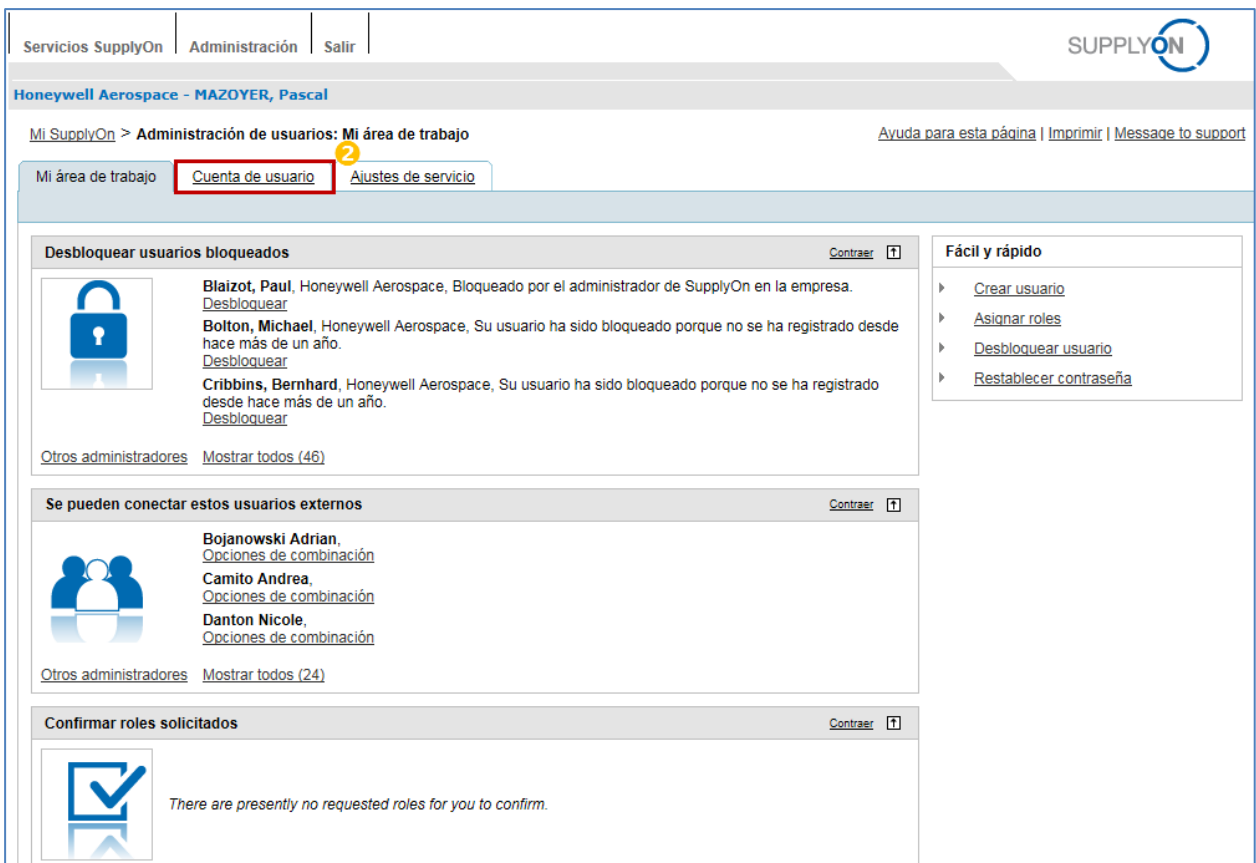 Servicios SupplyOn Administración Salir
SUPPLYON
Honeywell Aerospace - MAZOYER, Pascal
Mi SupplyOn > Administración de usuarios: Mi área de trabajo
Ayuda para esta página | Imprimir | Message to support
2
Mi área de trabajo Cuenta de usuario Ajustes de servicio
Desbloquear usuarios bloqueados Contraer
Blaizot, Paul, Honeywell Aerospace, Bloqueado por el administrador de SupplyOn en la empresa.
Desbloquear
Bolton, Michael, Honeywell Aerospace, Su usuario ha sido bloqueado porque no se ha registrado desde
hace más de un año.
Desbloquear
Cribbins, Bernhard, Honeywell Aerospace, Su usuario ha sido bloqueado porque no se ha registrado
desde hace más de un año.
Desbloquear
Otros administradores Mostrar todos (46)
Fácil y rápido
Crear usuario
Asignar roles
Desbloquear usuario
Restablecer contraseña
Se pueden conectar estos usuarios externos Contraer
Bojanowski Adrian,
Opciones de combinación
Camito Andrea,
Opciones de combinación
Danton Nicole,
Opciones de combinación
Otros administradores Mostrar todos (24)
Confirmar roles solicitados Contraer
There are presently no requested roles for you to confirm.